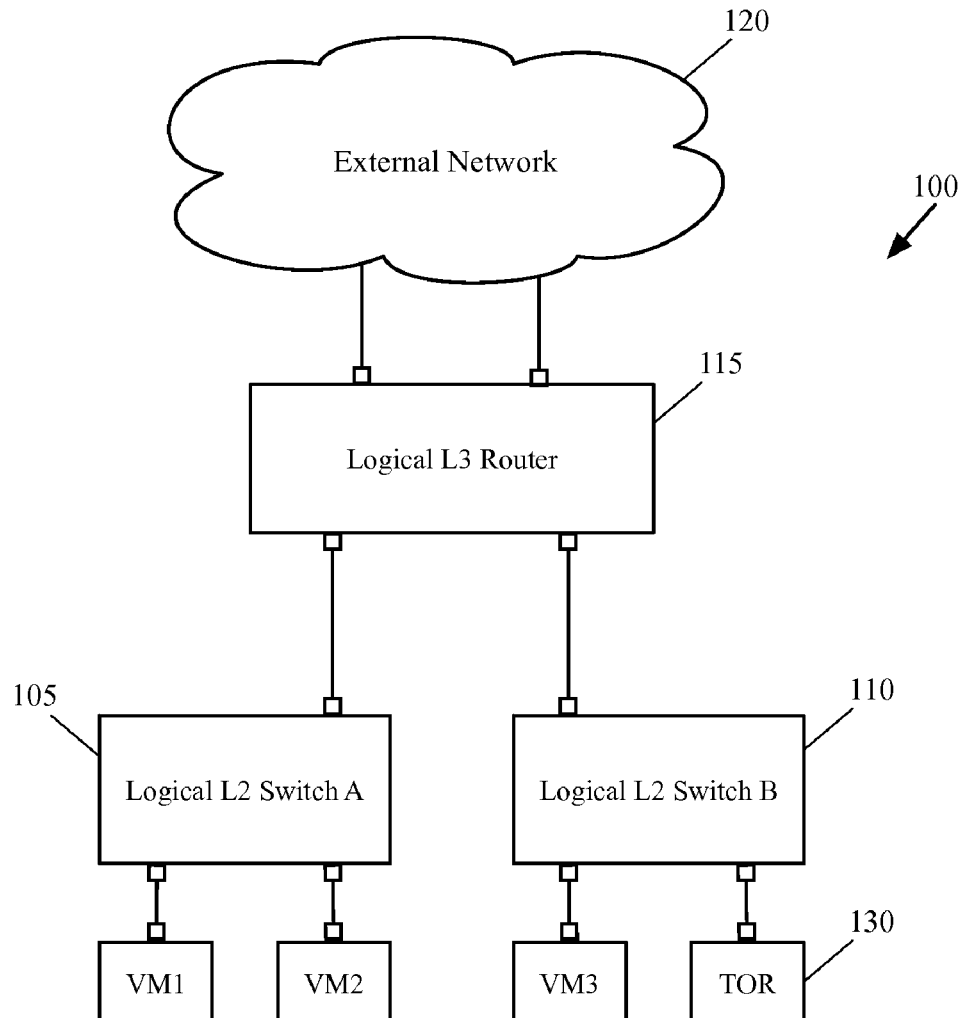 120
External Network
100
115
Logical L3 Router
105
110
Logical L2 Switch A
Logical L2 Switch B
130
VM1
VM2
VM3
TOR